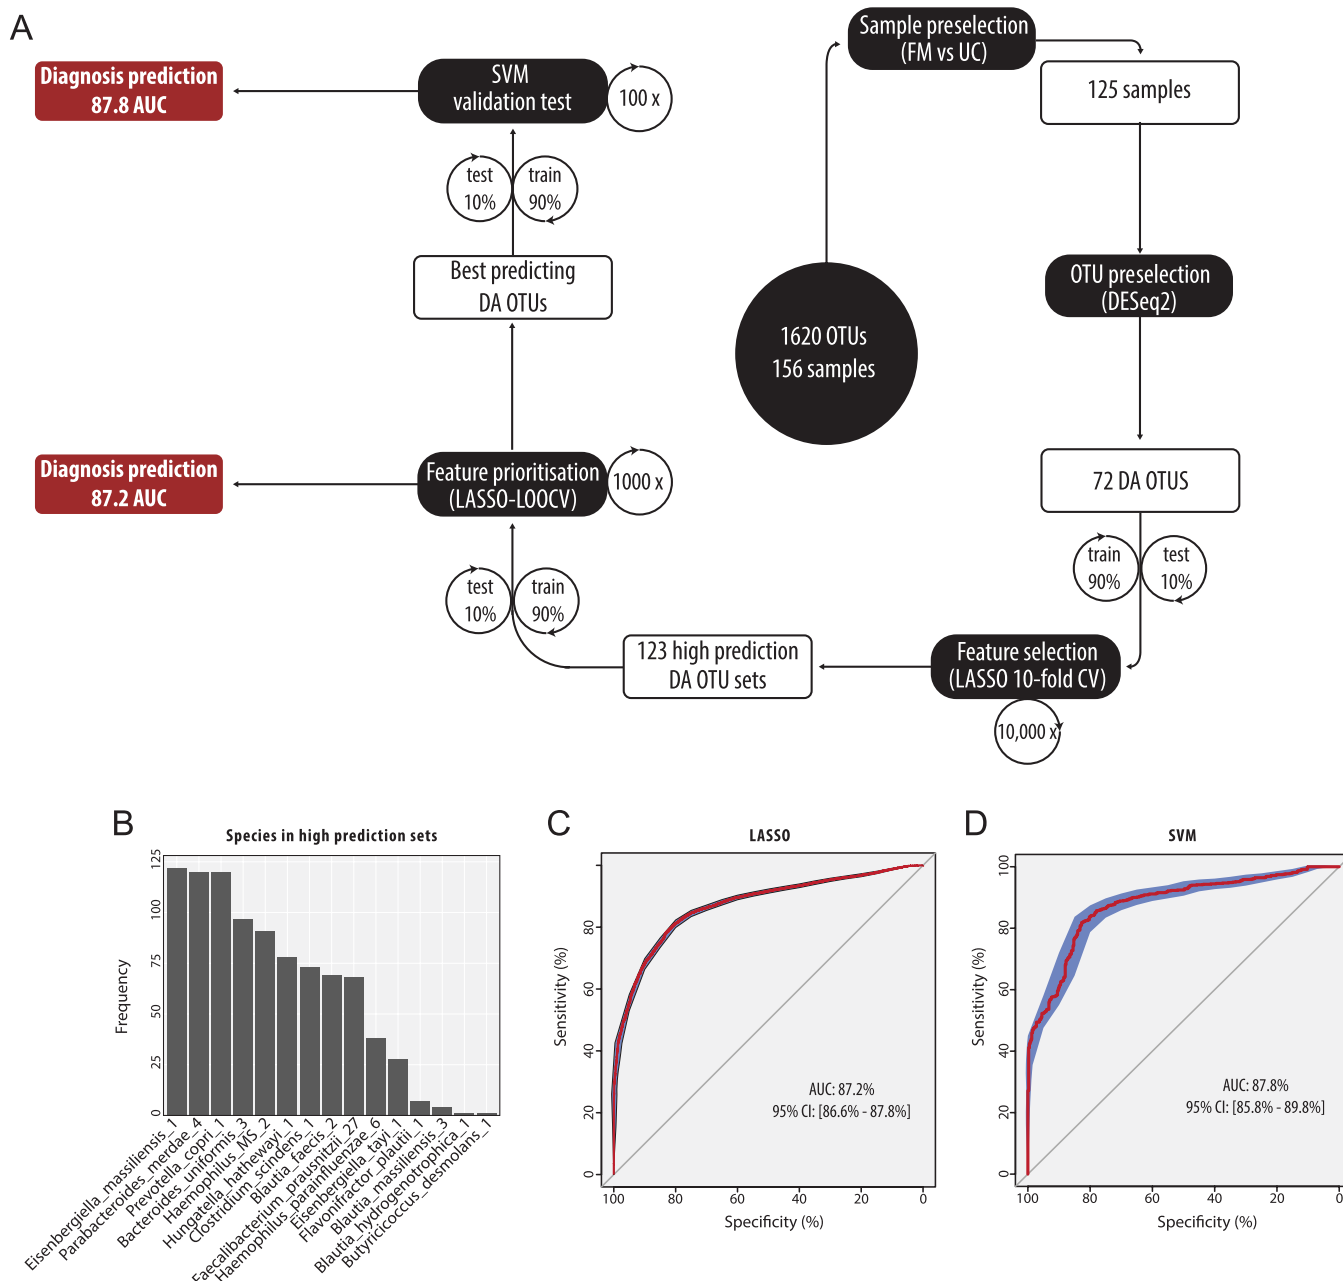 A
Sample preselection
(FM vs UC)
125 samples
OTU preselection
(DESeq2)
1620 OTUs
156 samples
72 DA OTUS
train
90%
test
10%
Feature selection
(LASSO 10-fold CV)
10,000 x
123 high prediction
DA OTU sets
test
10%
train
90%
Feature prioritisation
(LASSO-LOOCV)
1000 x
Diagnosis prediction
87.2 AUC
Best predicting
DA OTUs
test
10%
train
90%
SVM
validation test
100 x
Diagnosis prediction
87.8 AUC
B
Species in high prediction sets
Frequency
125
100
75
50
25
0
Eisenbergiella_massiliensis_1
Parabacteroides_merdae_4
Prevotella_copri_1
Bacteroides_uniformis_3
Haemophilus_MS_2
Hungatella_hathewayi_1
Clostridium_scindens_1
Blautia_faecis_2
Faecalibacterium_prausnitzii_27
Haemophilus_parainfluenzae_6
Eisenbergiella_tayi_1
Flavonifractor_plautii_1
Blautia_massiliensis_3
Blautia_hydrogenotrophica_1
Butyricicoccus_desmolans_1
C
LASSO
Sensitivity (%)
80
60
40
20
0
AUC: 87.2%
95% CI: [86.6% - 87.8%]
100
80
60
40
20
0
Specificity (%)
D
SVM
Sensitivity (%)
100
80
60
40
20
0
AUC: 87.8%
95% CI: [85.8% - 89.8%]
100
80
60
40
20
0
Specificity (%)